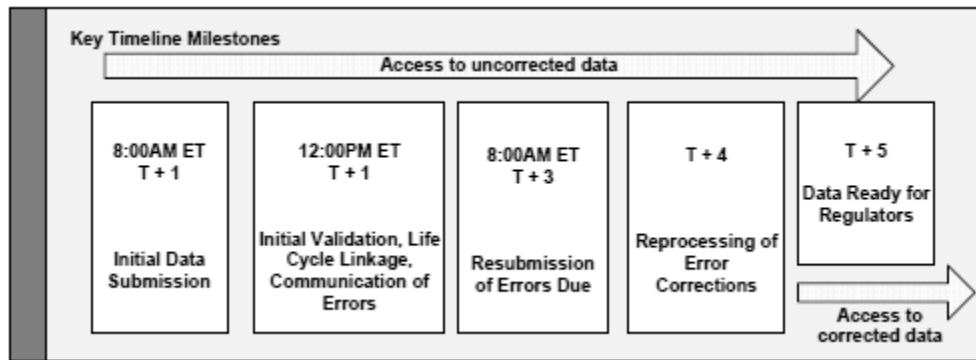 Key Timeline Milestones
Access to uncorrected data
8:00AM ET
T + 1
Initial Data
Submission
12:00PM ET
T + 1
Initial Validation, Life
Cycle Linkage,
Communication of
Errors
8:00AM ET
T + 3
Resubmission
of Errors Due
T + 4
Reprocessing of
Error
Corrections
T + 5
Data Ready for
Regulators
Access to
corrected data